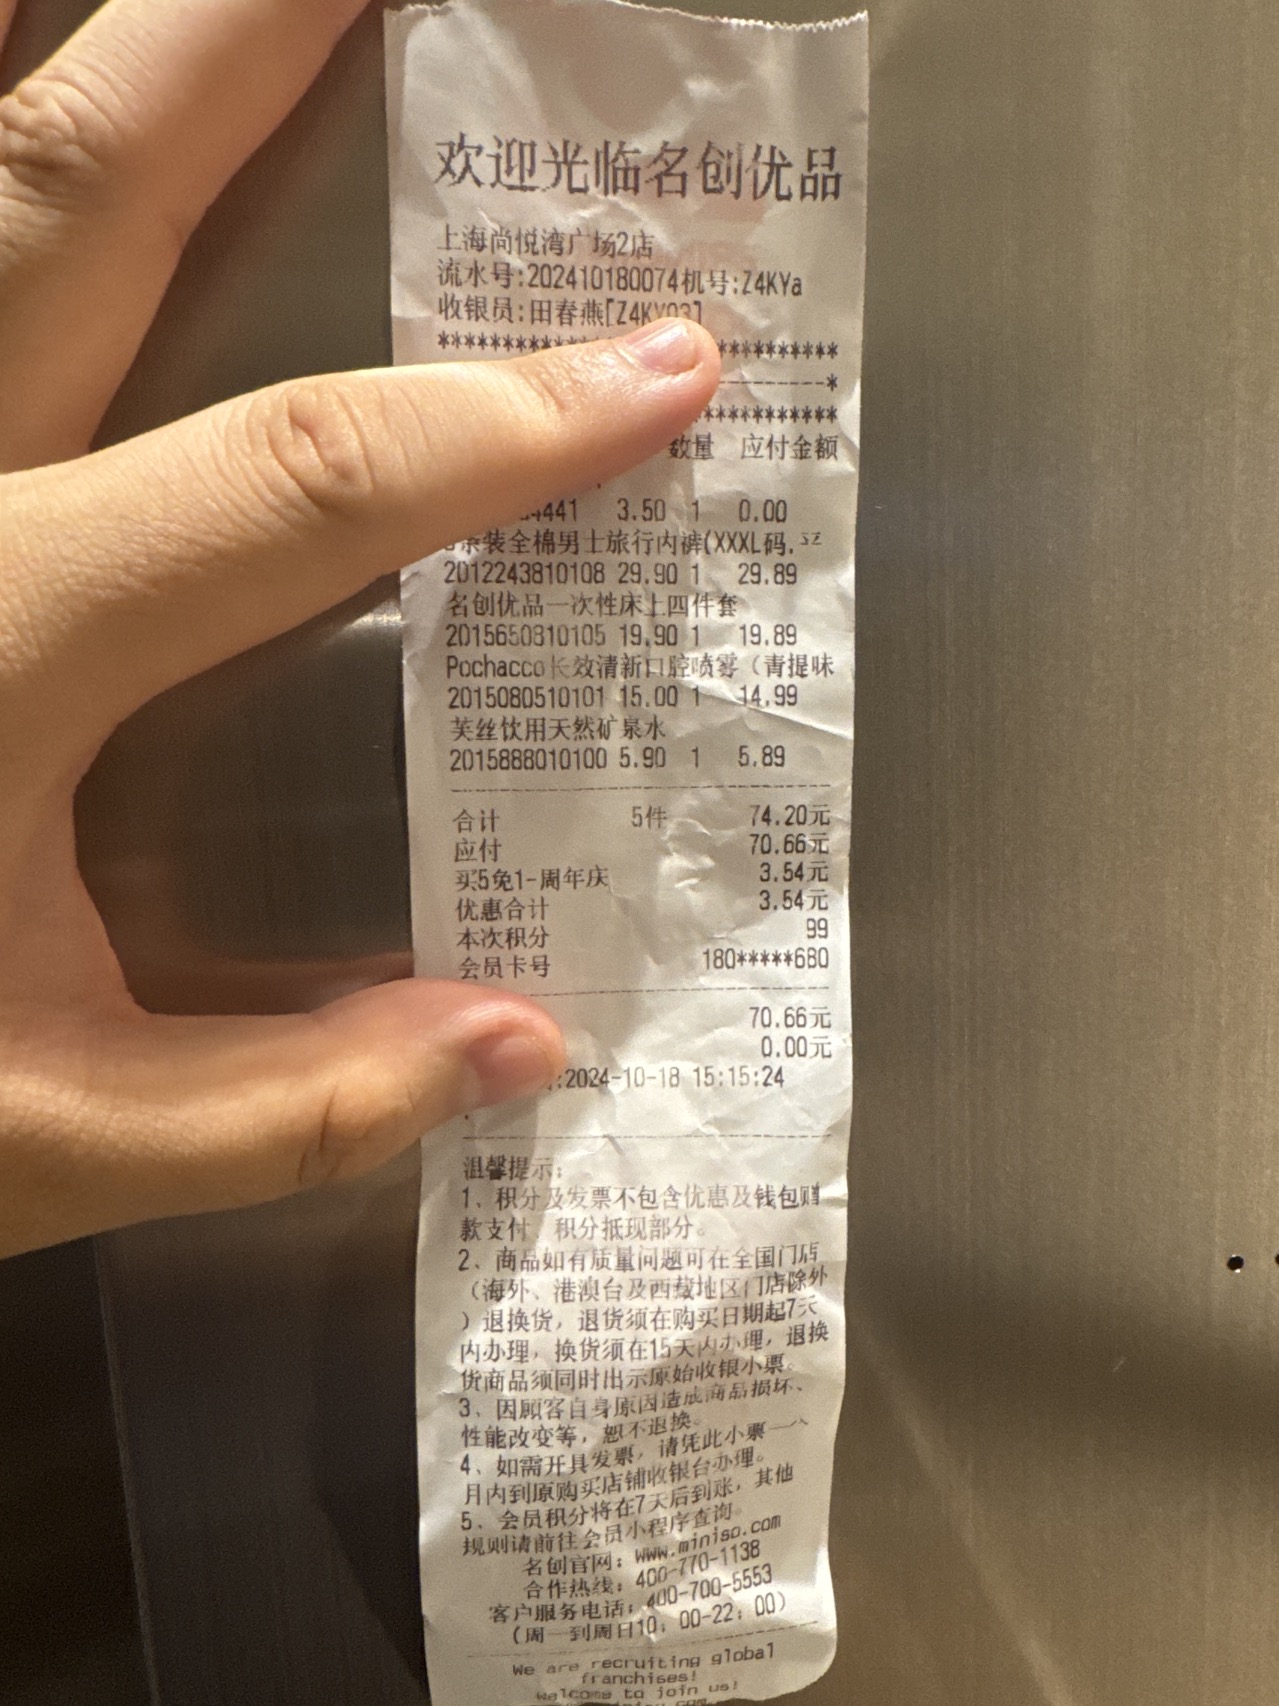 欢迎光临名创优品
上海尚悦湾广场2店
流水号:202410180074机号:Z4KYa
收银员:田春燕[Z4KY03]
***********
**********
------*
***********
数量 应付金额
4441 3.50 1 0.00
条装全棉男士旅行内裤(XXXL码,
2012243810108 29.90 1 29.89
名创优品一次性床上四件套
2015650810105 19.90 1 19.89
Pochacco长效清新口腔喷雾（青提味
2015080510101 15.00 1 14.99
芙丝饮用天然矿泉水
2015888010100 5.90 1 5.89
合计 5件 74.20元
应付 70.66元
买5免1-周年庆 3.54元
优惠合计 3.54元
本次积分 99
会员卡号 180*****680
70.66元
0.00元
:2024-10-18 15:15:24
温馨提示:
1、积分及发票不包含优惠及钱包赠
款支付、积分抵现部分。
2、商品如有质量问题可在全国门店
（海外、港澳台及西藏地区门店除外
）退换货，退货须在购买日期起7天
内办理，换货须在15天内办理，退换
货商品须同时出示原始收银小票。
3、因顾客自身原因造成商品损坏、
性能改变等，恕不退换。
4、如需开具发票，请凭此小票一个
月内到原购买店铺收银台办理。
5、会员积分将在7天后到账，其他
规则请前往会员小程序查询。
名创官网：www.miniso.com
合作热线：400-770-1138
客户服务电话：400-700-5553
(周一到周日10：00-22：00)
We are recruiting global
franchises!
Welcome to join us!